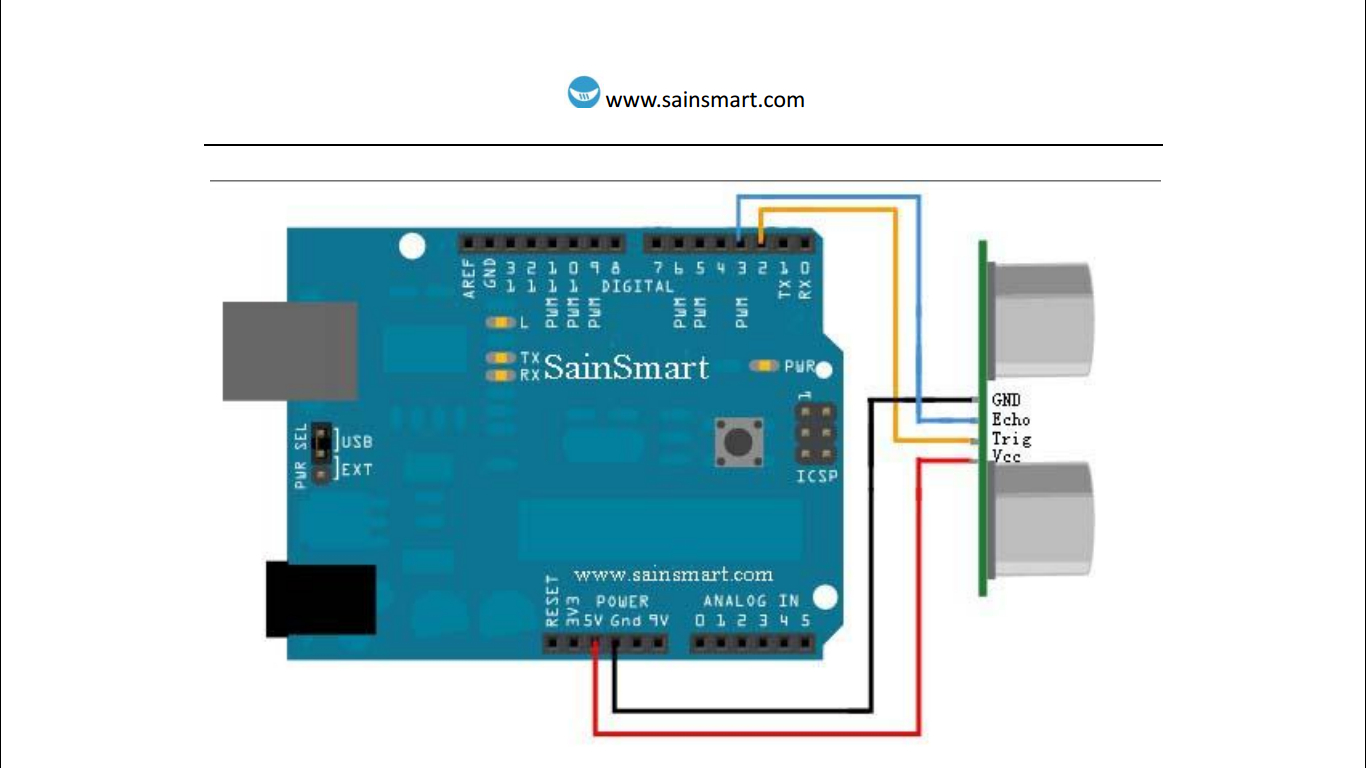 www.sainsmart.com
AREF GND 13 12 11 10 9 8 7 6 5 4 3 2 1 0
DIGITAL
TX RX
PWM PWM PWM PWM PWM PWM
L
TX
RX
SainSmart
PWR
1
GND
Echo
Trig
Vcc
PWR SEL
USB
EXT
ICSP
www.sainsmart.com
POWER
ANALOG IN
RESET 3V3 5V Gnd 9V 0 1 2 3 4 5